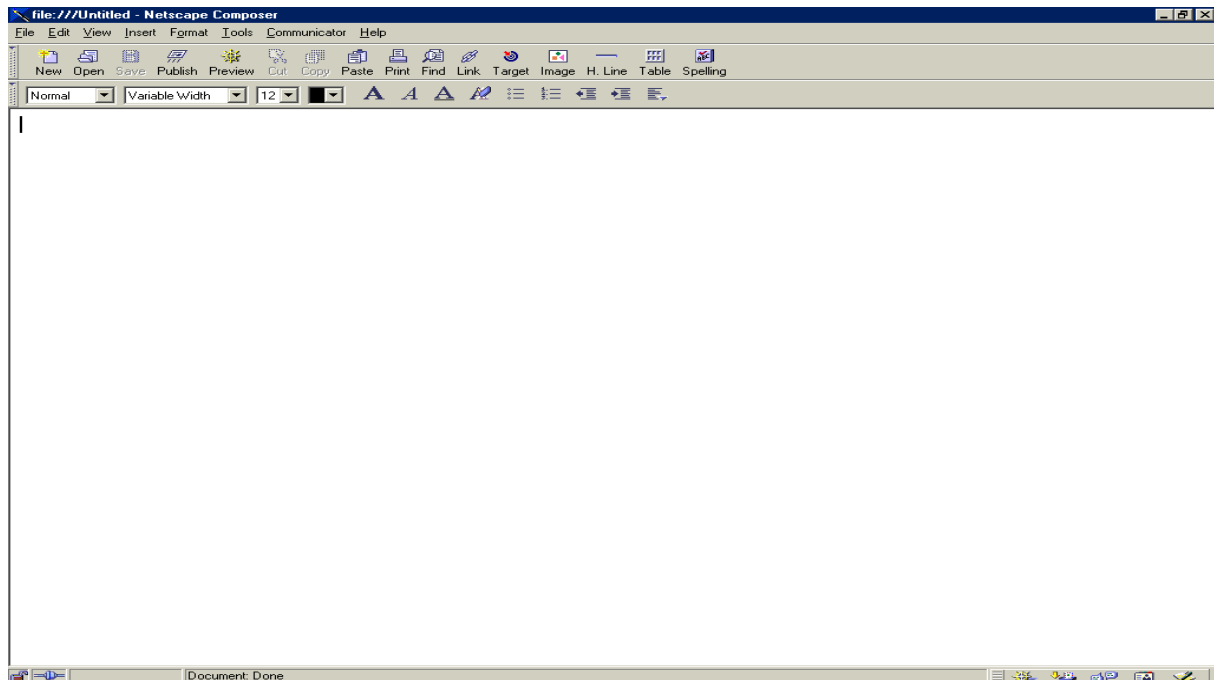 file:///Untitled - Netscape Composer
File Edit View Insert Format Tools Communicator Help
New Open Save Publish Preview Cut Copy Paste Print Find Link Target Image H. Line Table Spelling
Normal Variable Width 12 A A A A
Document: Done